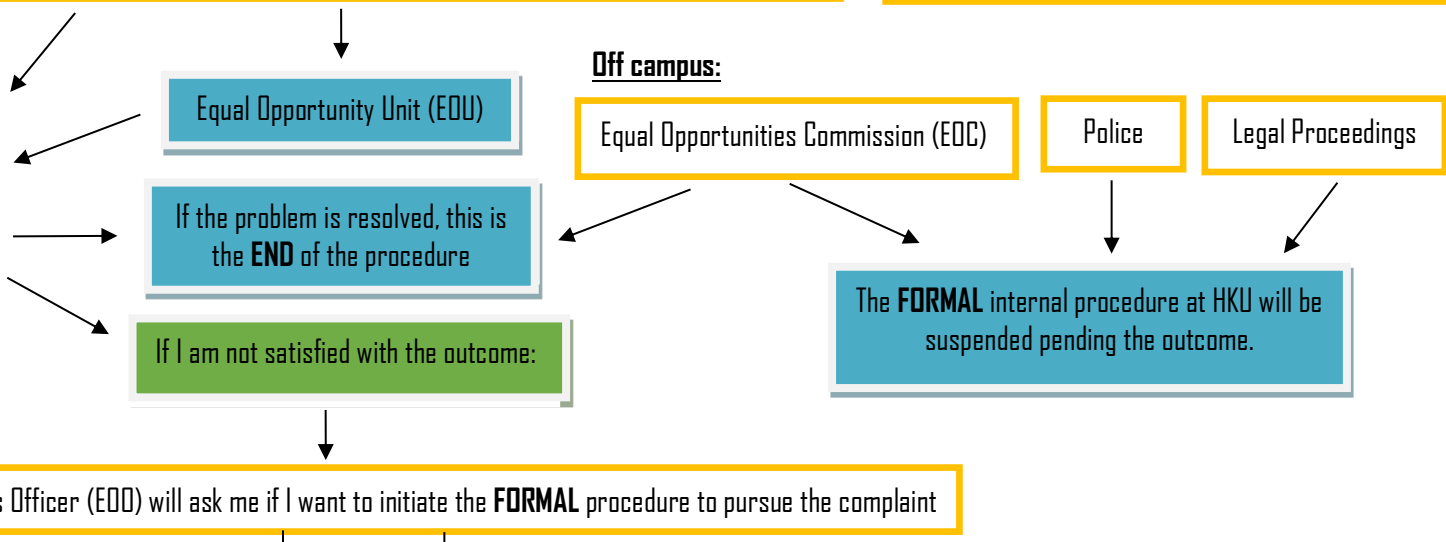 Off campus:
Equal Opportunity Unit (EOU)
Equal Opportunities Commission (EOC)
Police
Legal Proceedings
If the problem is resolved, this is
the END of the procedure
The FORMAL internal procedure at HKU will be
suspended pending the outcome.
If I am not satisfied with the outcome:
s Officer (EOO) will ask me if I want to initiate the FORMAL procedure to pursue the complaint